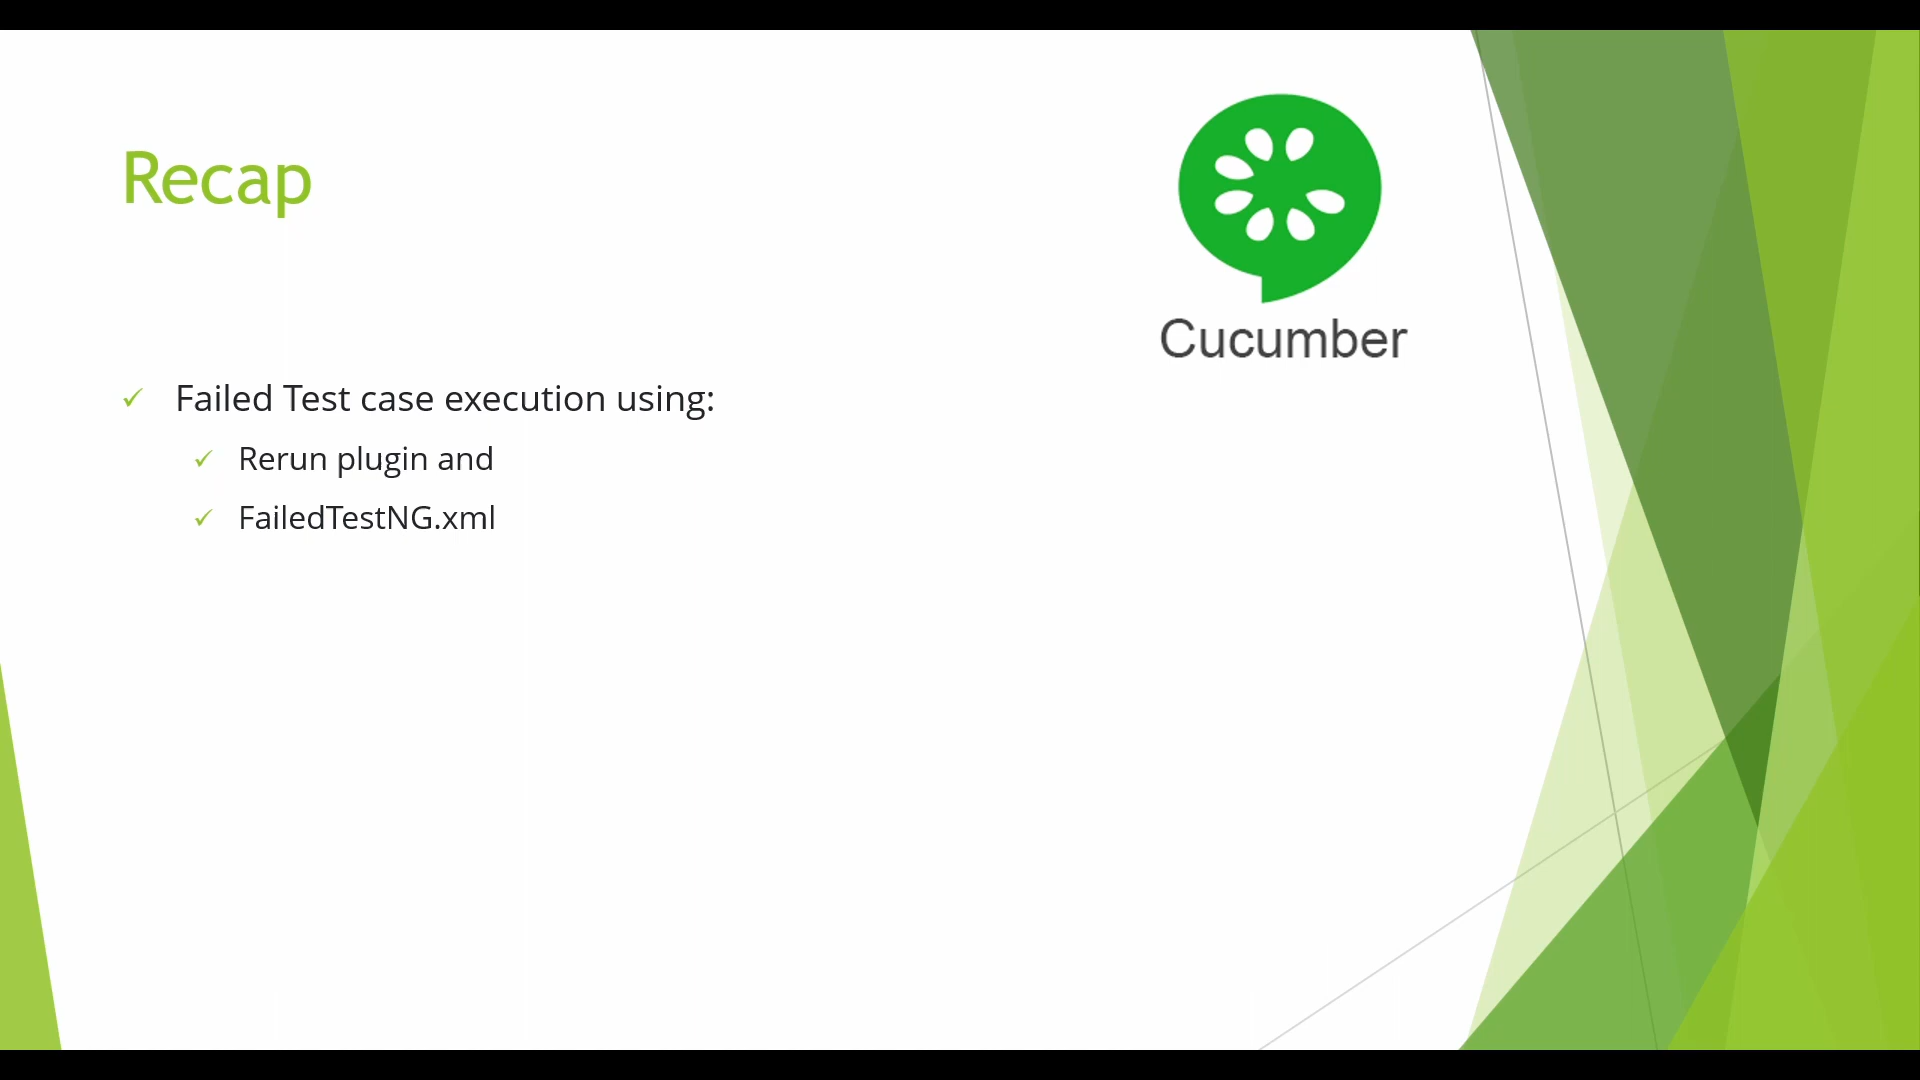 Recap
Cucumber
Failed Test case execution using:
Rerun plugin and
FailedTestNG.xml